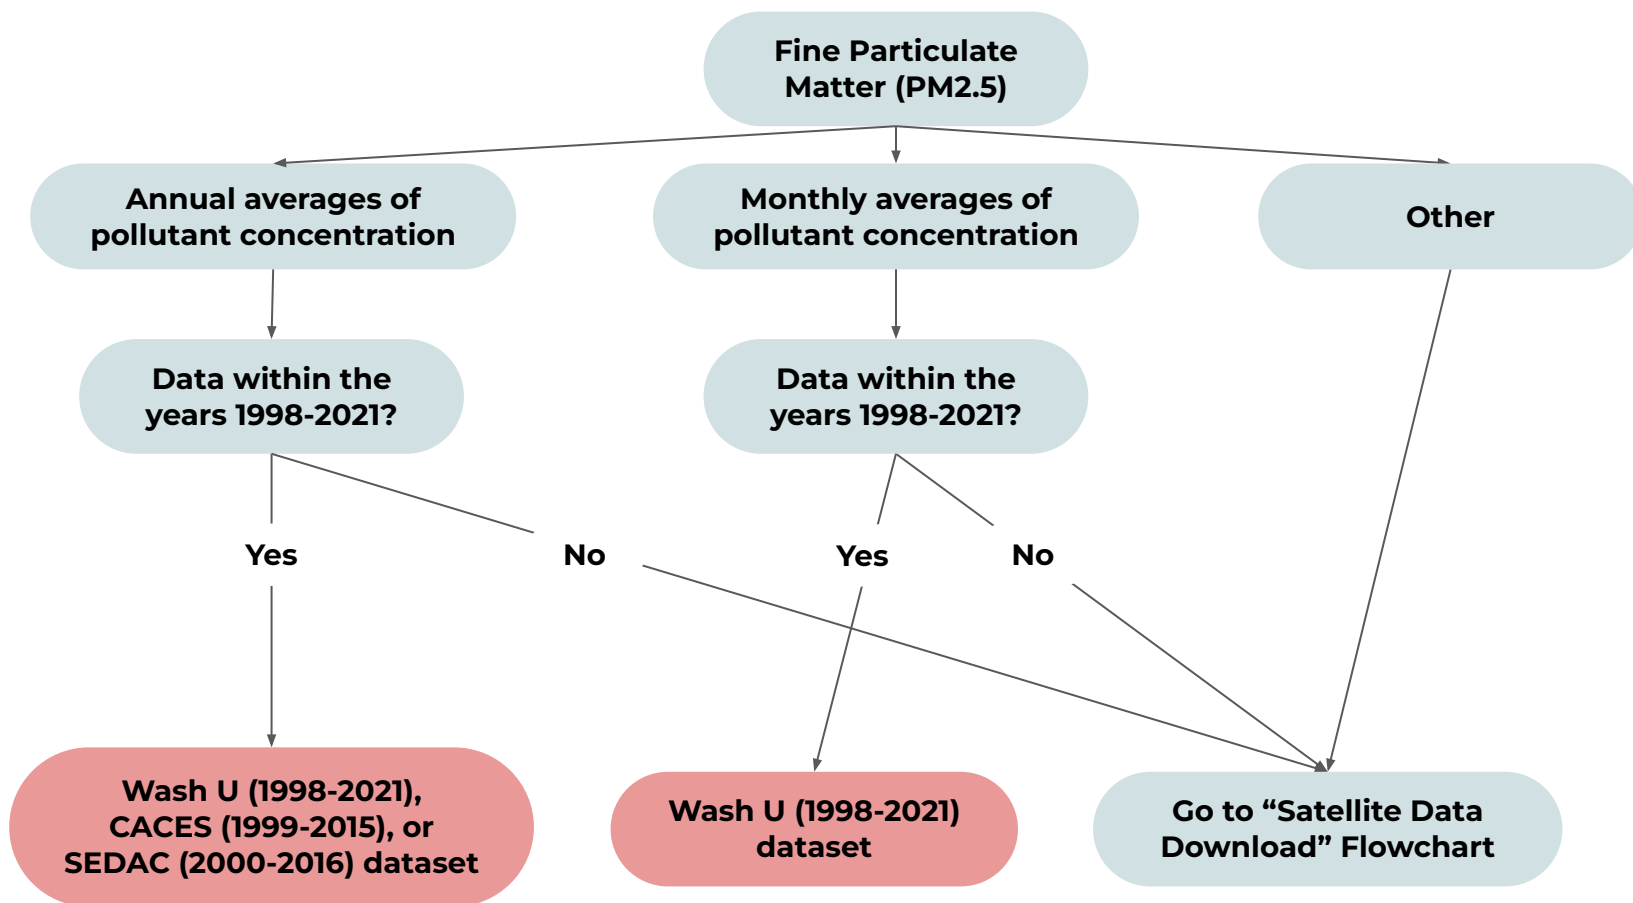 Fine Particulate
Matter (PM2.5)
Annual averages of
pollutant concentration
Monthly averages of
pollutant concentration
Other
Data within the
years 1998-2021?
Data within the
years 1998-2021?
Yes
No
Yes
No
Wash U (1998-2021),
CACES (1999-2015), or
SEDAC (2000-2016) dataset
Wash U (1998-2021)
dataset
Go to “Satellite Data
Download” Flowchart